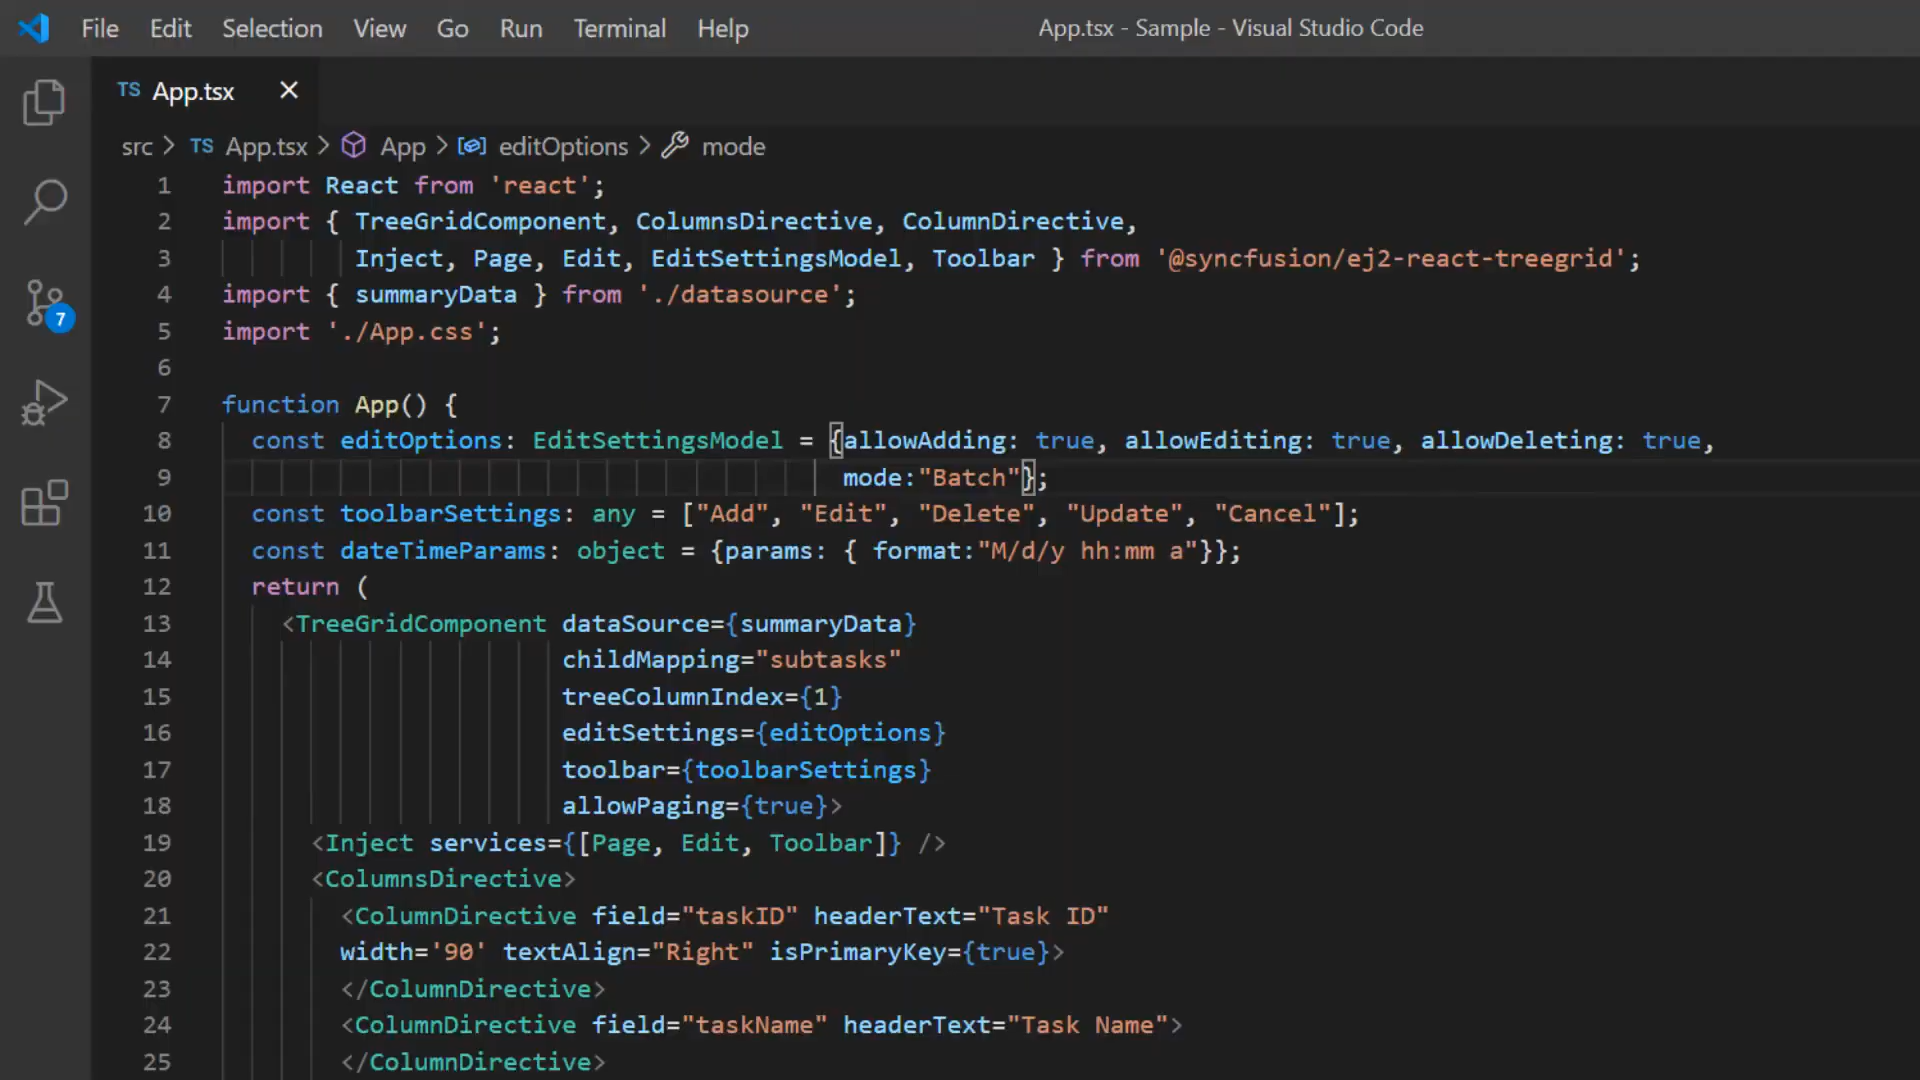 File Edit Selection View Go Run Terminal Help App.tsx - Sample - Visual Studio Code
TS App.tsx
src > TS App.tsx > App > editOptions > mode
1 import React from 'react';
2 import { TreeGridComponent, ColumnsDirective, ColumnDirective,
3 Inject, Page, Edit, EditSettingsModel, Toolbar } from '@syncfusion/ej2-react-treegrid';
4 import { summaryData } from './datasource';
5 import './App.css';
6
7 function App() {
8 const editOptions: EditSettingsModel = {allowAdding: true, allowEditing: true, allowDeleting: true,
9 mode:"Batch"};
10 const toolbarSettings: any = ["Add", "Edit", "Delete", "Update", "Cancel"];
11 const dateTimeParams: object = {params: { format:"M/d/y hh:mm a"}};
12 return (
13 <TreeGridComponent dataSource={summaryData}
14 childMapping="subtasks"
15 treeColumnIndex={1}
16 editSettings={editOptions}
17 toolbar={toolbarSettings}
18 allowPaging={true}>
19 <Inject services={[Page, Edit, Toolbar]} />
20 <ColumnsDirective>
21 <ColumnDirective field="taskID" headerText="Task ID"
22 width='90' textAlign="Right" isPrimaryKey={true}>
23 </ColumnDirective>
24 <ColumnDirective field="taskName" headerText="Task Name">
25 </ColumnDirective>
7